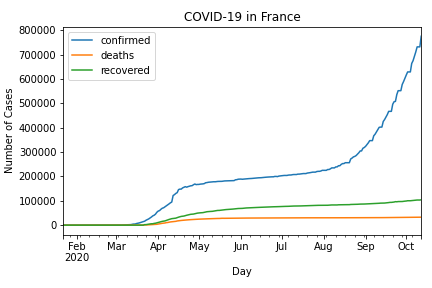 COVID-19 in France
confirmed
deaths
recovered
Number of Cases
800000
700000
600000
500000
400000
300000
200000
100000
0
Feb Mar Apr May Jun Jul Aug Sep Oct
2020
Day